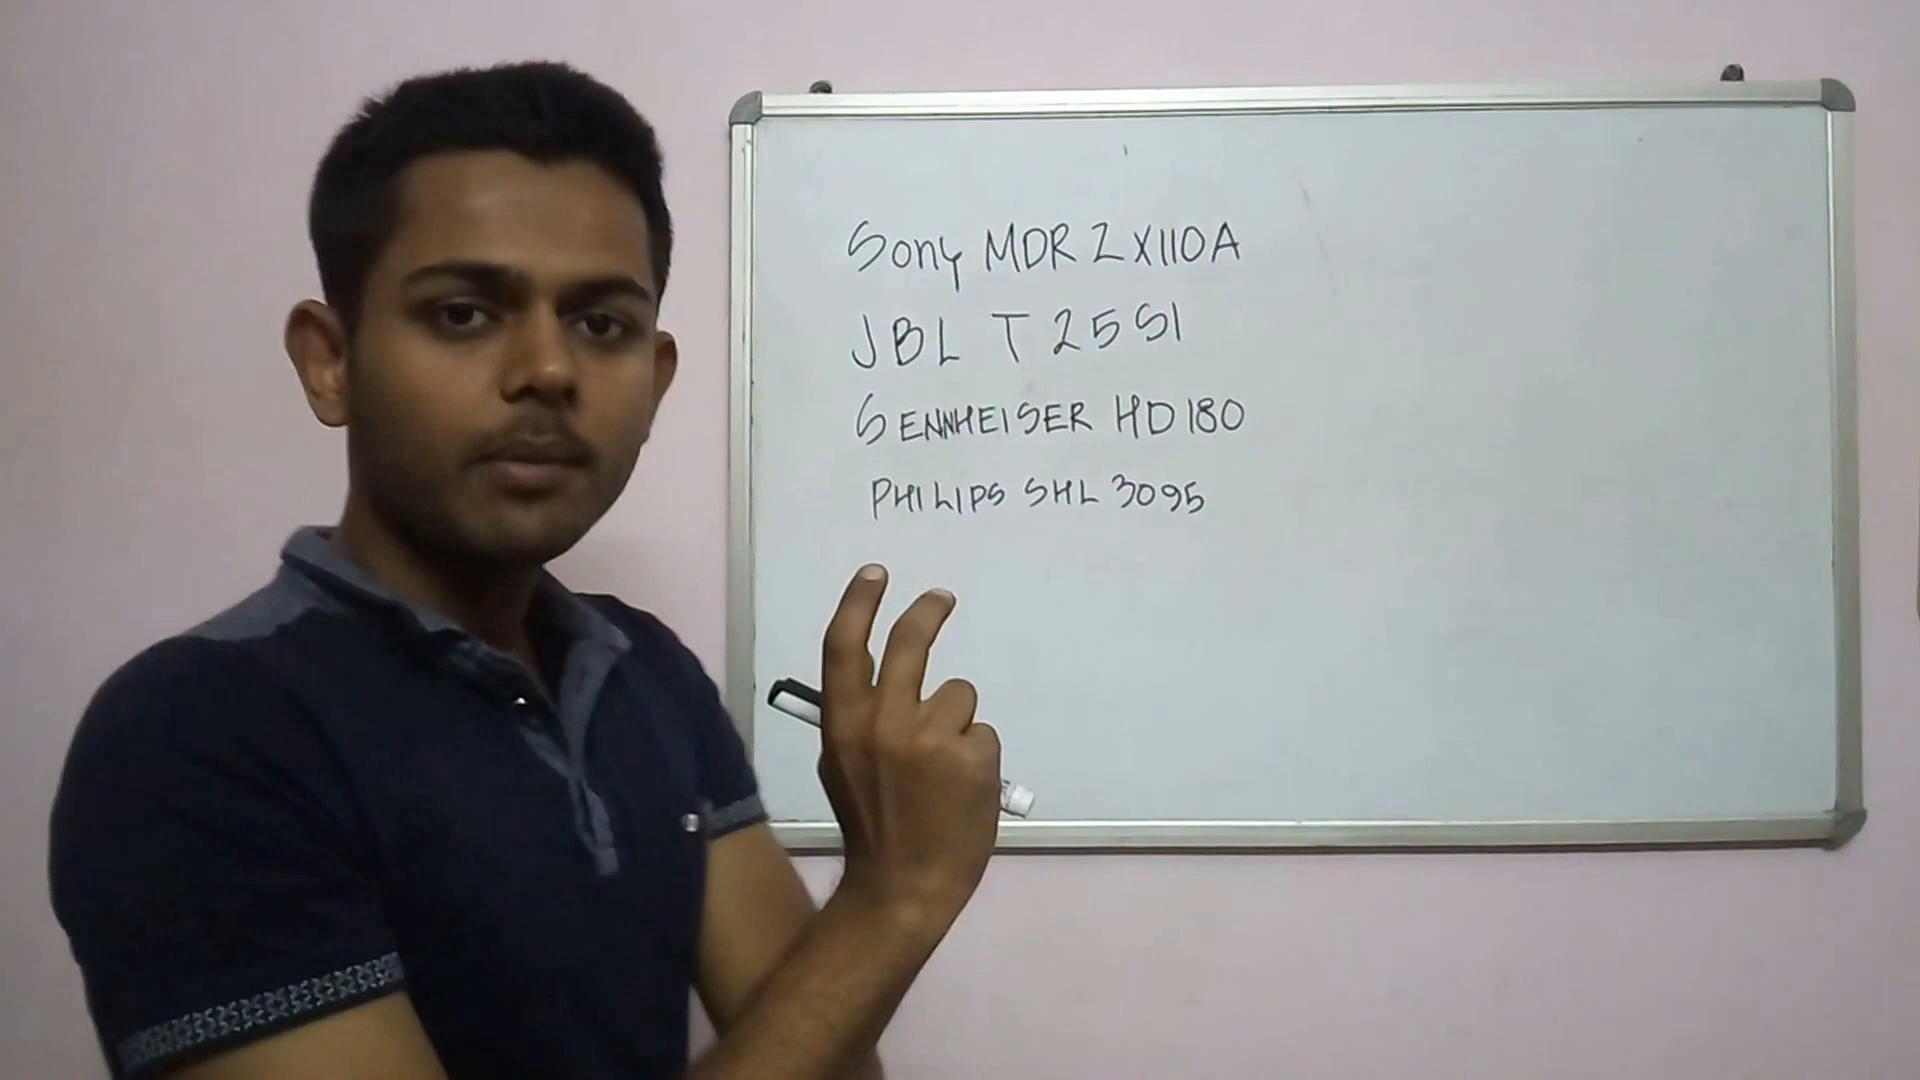 Sony MDR ZX110A
JBL T25SI
SENNHEISER HD180
PHILIPS SHL 3095